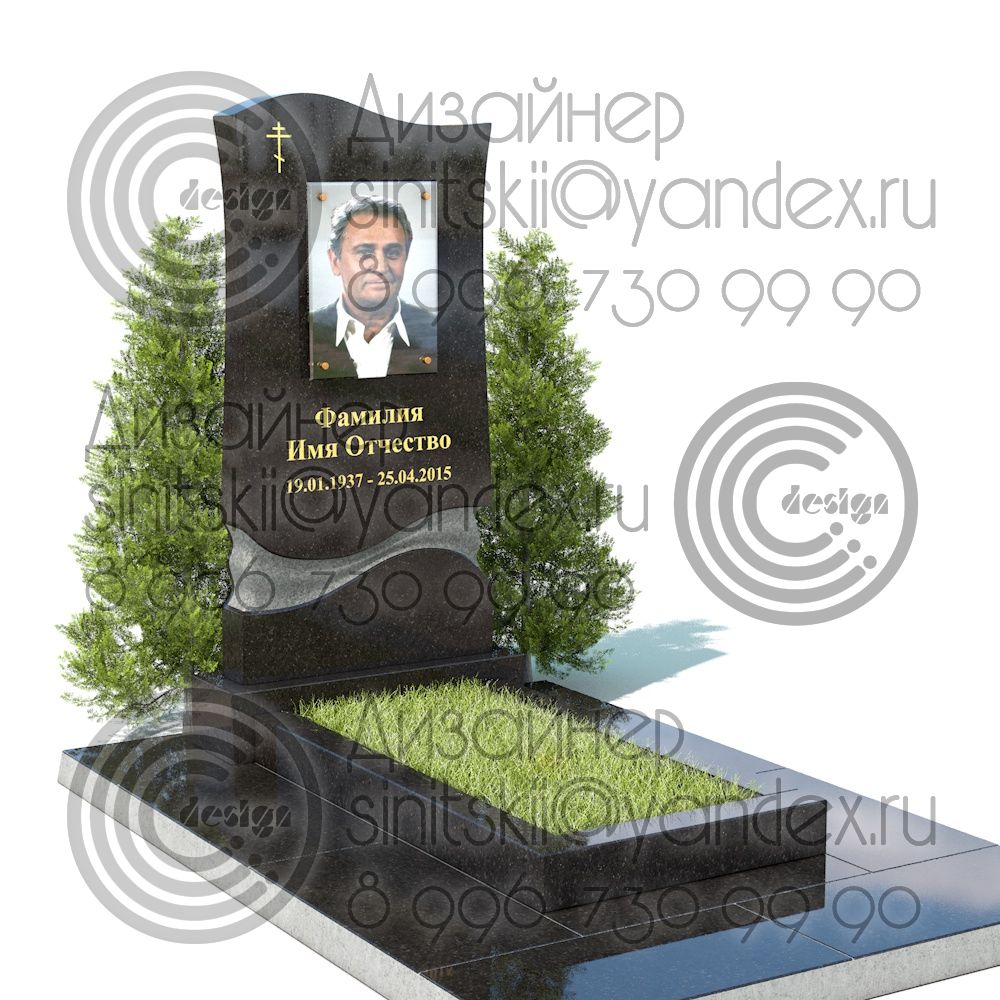 design
Дизайнер
sinitskii@yandex.ru
8 996 730 99 90
Фамилия
Имя Отчество
19.01.1937 - 25.04.2015
Дизайнер
sinitskii@yandex.ru
8 996 730 99 90
design
design
Дизайнер
sinitskii@yandex.ru
8 996 730 99 90